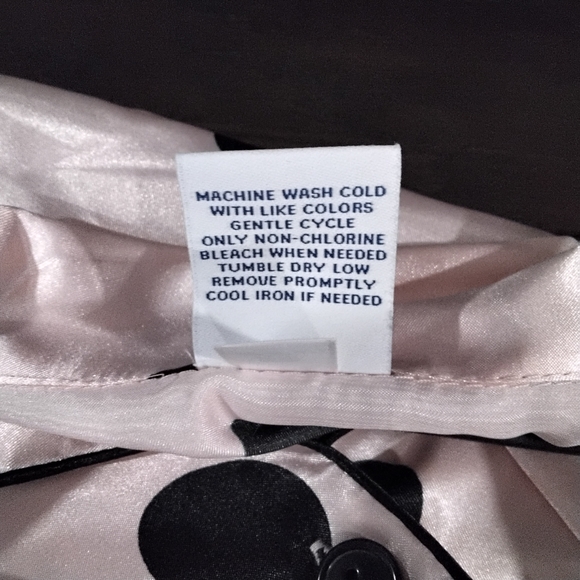 MACHINE WASH COLD
WITH LIKE COLORS
GENTLE CYCLE
ONLY NON-CHLORINE
BLEACH WHEN NEEDED
TUMBLE DRY LOW
REMOVE PROMPTLY
COOL IRON IF NEEDED